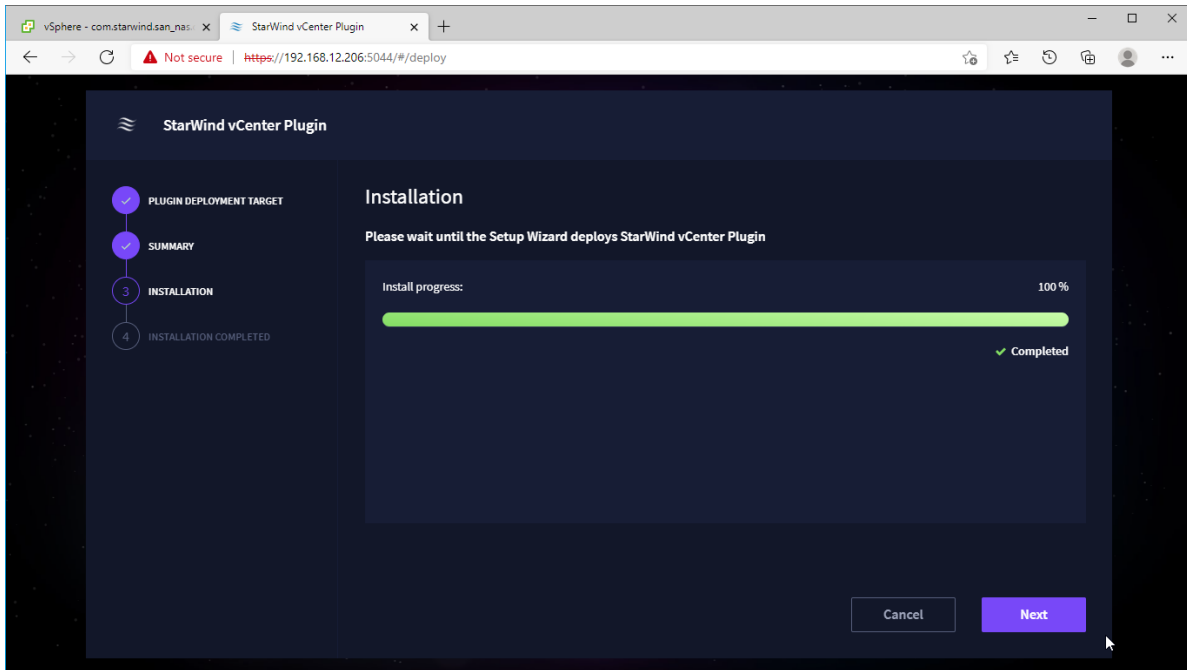 vSphere - com.starwind.san_nas.
StarWind vCenter Plugin
Not secure
https://192.168.12.206:5044/#/deploy
StarWind vCenter Plugin
PLUGIN DEPLOYMENT TARGET
SUMMARY
3 INSTALLATION
4 INSTALLATION COMPLETED
Installation
Please wait until the Setup Wizard deploys StarWind vCenter Plugin
Install progress: 100 %
Completed
Cancel
Next